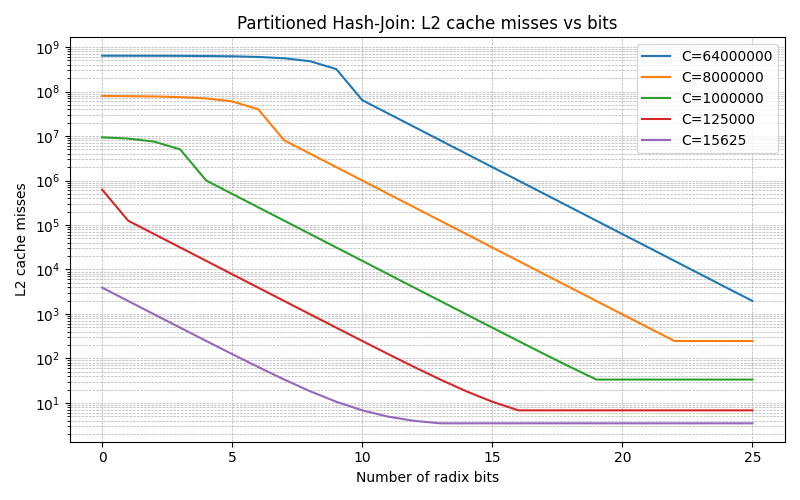 Partitioned Hash-Join: L2 cache misses vs bits
C=64000000
C=8000000
C=1000000
C=125000
C=15625
L2 cache misses
10⁹
10⁸
10⁷
10⁶
10⁵
10⁴
10³
10²
10¹
0 5 10 15 20 25
Number of radix bits